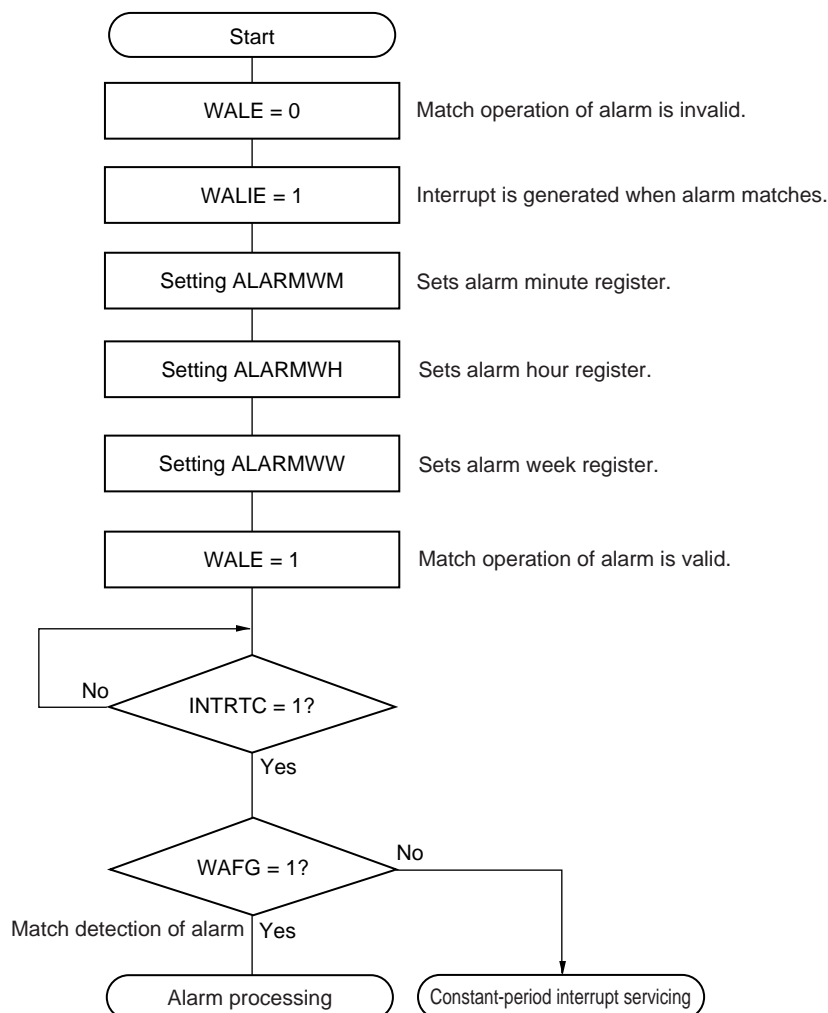 Start
WALE = 0
Match operation of alarm is invalid.
WALIE = 1
Interrupt is generated when alarm matches.
Setting ALARMWM
Sets alarm minute register.
Setting ALARMWH
Sets alarm hour register.
Setting ALARMWW
Sets alarm week register.
WALE = 1
Match operation of alarm is valid.
No
INTRTC = 1?
Yes
WAFG = 1?
No
Match detection of alarm
Yes
Alarm processing
Constant-period interrupt servicing